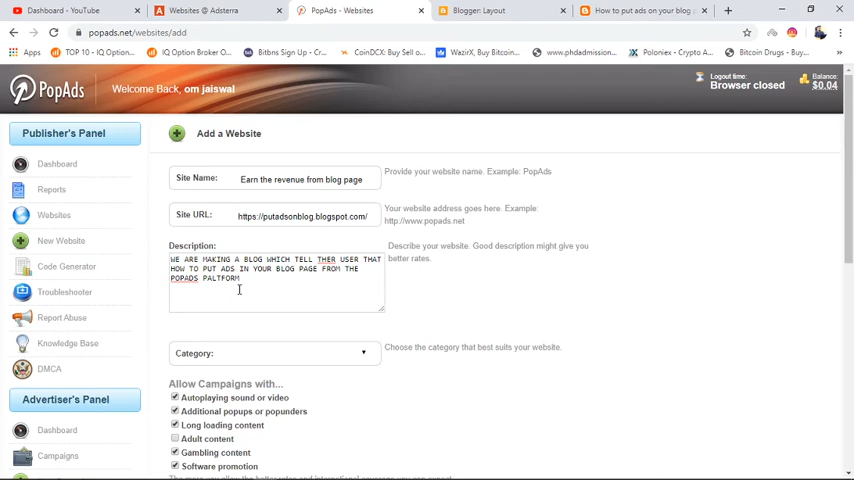 Dashboard - YouTube
Websites @ Adsterra
PopAds - Websites
Blogger: Layout
How to put ads on your blog
popads.net/websites/add
Apps
TOP 10 - IQ Option...
IQ Option Broker O...
Bitbns Sign Up - Cr...
CoinDCX: Buy Sell o...
WazirX, Buy Bitcoin...
www.phdadmission...
Poloniex - Crypto A...
Bitcoin Drugs - Buy...
PopAds
Welcome Back, om jaiswal
Logout time:
Browser closed
Balance:
$0.04
Publisher's Panel
Dashboard
Reports
Websites
New Website
Code Generator
Troubleshooter
Report Abuse
Knowledge Base
DMCA
Advertiser's Panel
Dashboard
Campaigns
Add a Website
Site Name: Earn the revenue from blog page
Provide your website name. Example: PopAds
Site URL: https://putadsonblog.blogspot.com/
Your website address goes here. Example:
http://www.popads.net
Description:
WE ARE MAKING A BLOG WHICH TELL THER USER THAT
HOW TO PUT ADS IN YOUR BLOG PAGE FROM THE
POPADS PALTFORM
Describe your website. Good description might give you
better rates.
Category:
Choose the category that best suits your website.
Allow Campaigns with...
Autoplaying sound or video
Additional popups or popunders
Long loading content
Adult content
Gambling content
Software promotion